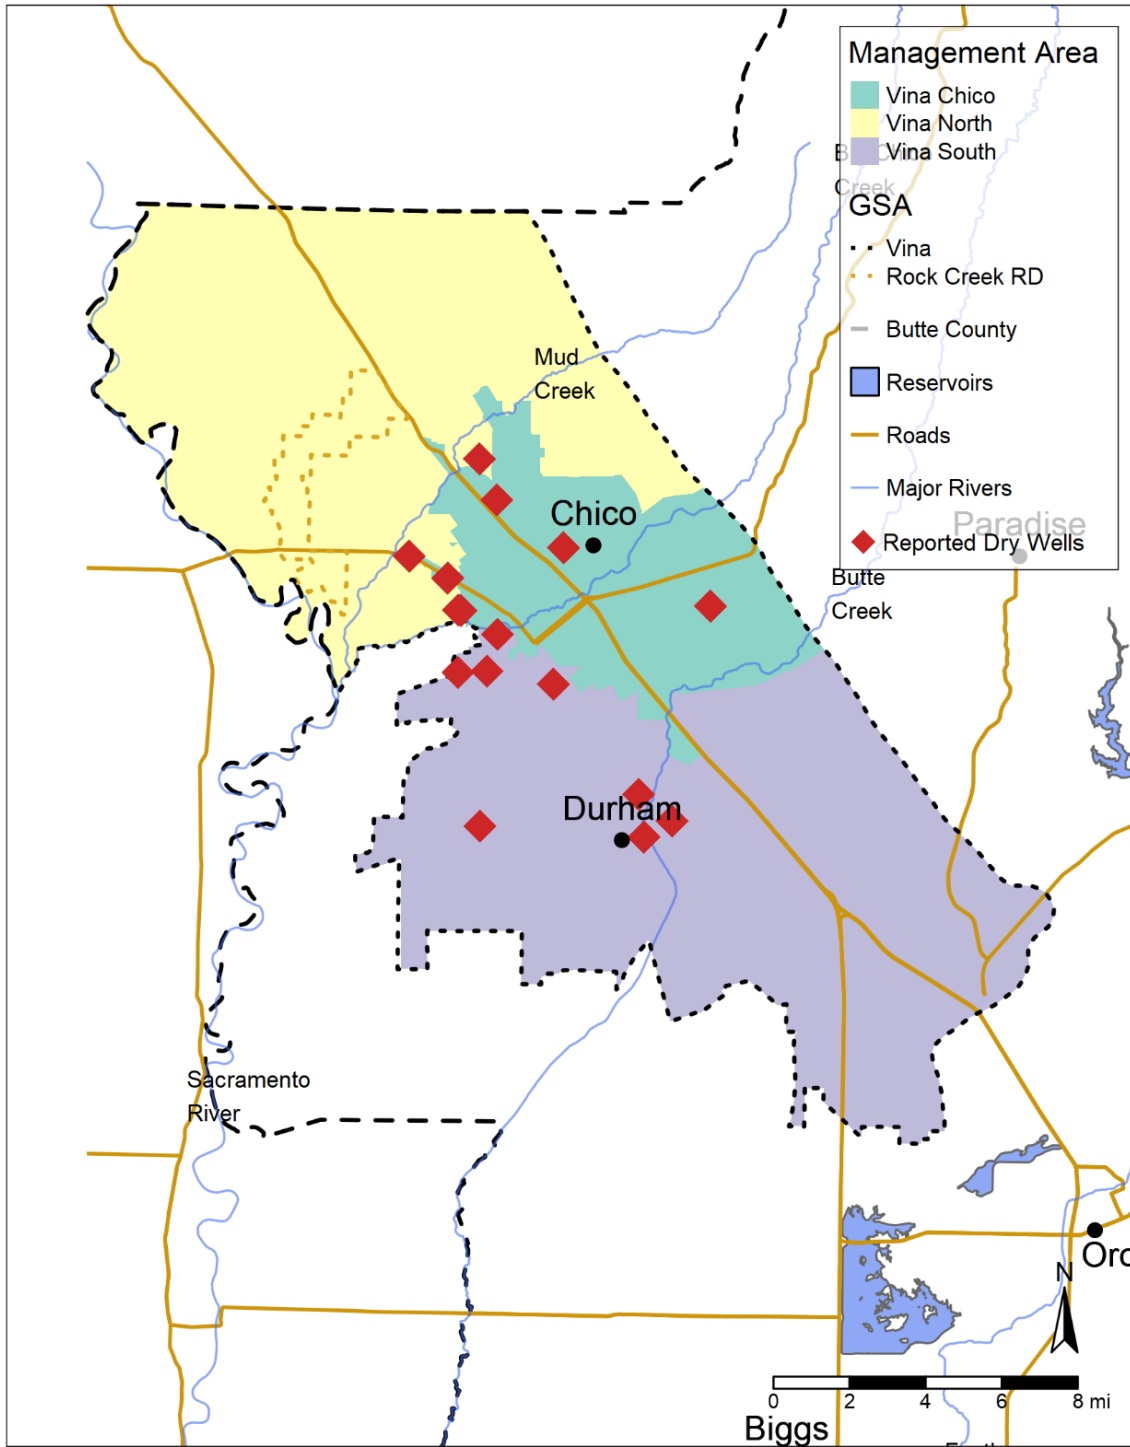 Management Area
Vina Chico
Vina North
Vina South
Creek
GSA
Vina
Rock Creek RD
Butte County
Reservoirs
Roads
Major Rivers
Paradise
Reported Dry Wells
Mud
Creek
Chico
Butte
Creek
Durham
Sacramento
River
Oro
N
0 2 4 6 8 mi
Biggs